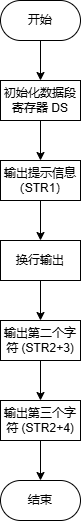 开始
初始化数据段
寄存器 DS
输出提示信息
(STR1)
换行输出
输出第二个字
符 (STR2+3)
输出第三个字
符 (STR2+4)
结束